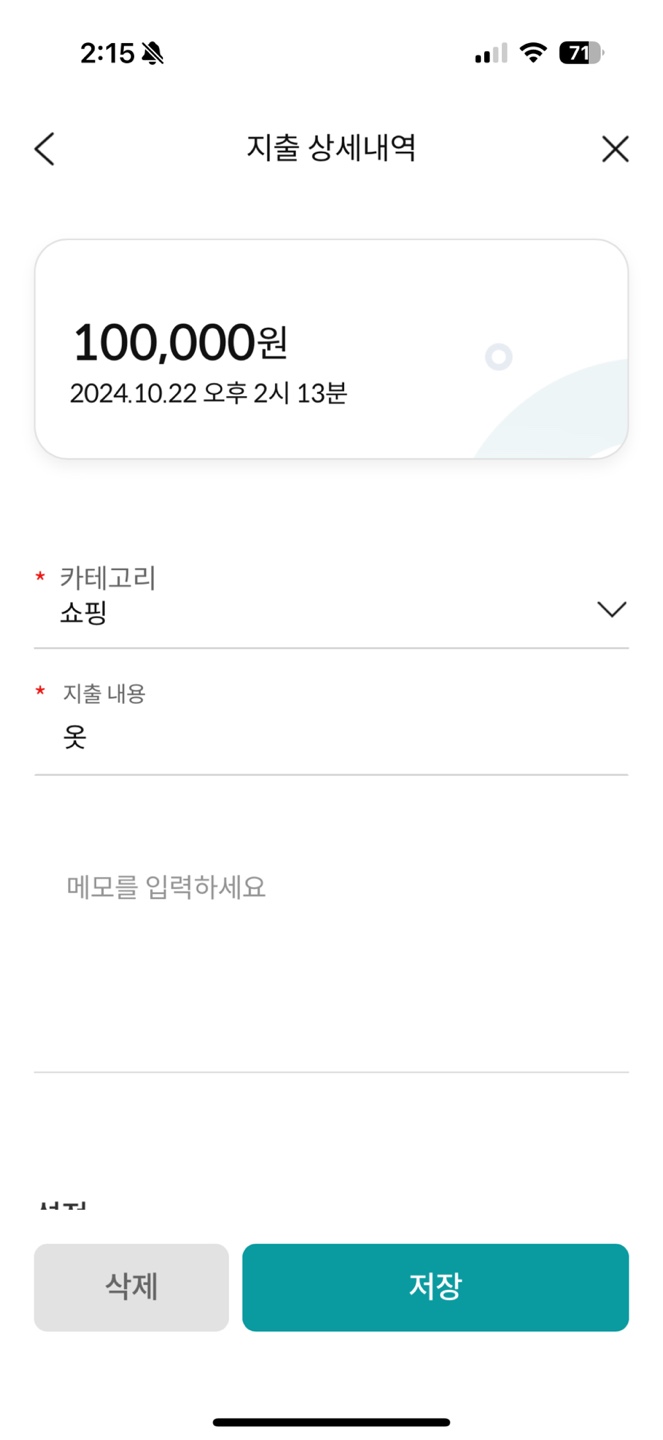 2:15
71
지출 상세내역
100,000원
2024.10.22 오후 2시 13분
* 카테고리
쇼핑
* 지출 내용
옷
메모를 입력하세요
삭제
저장